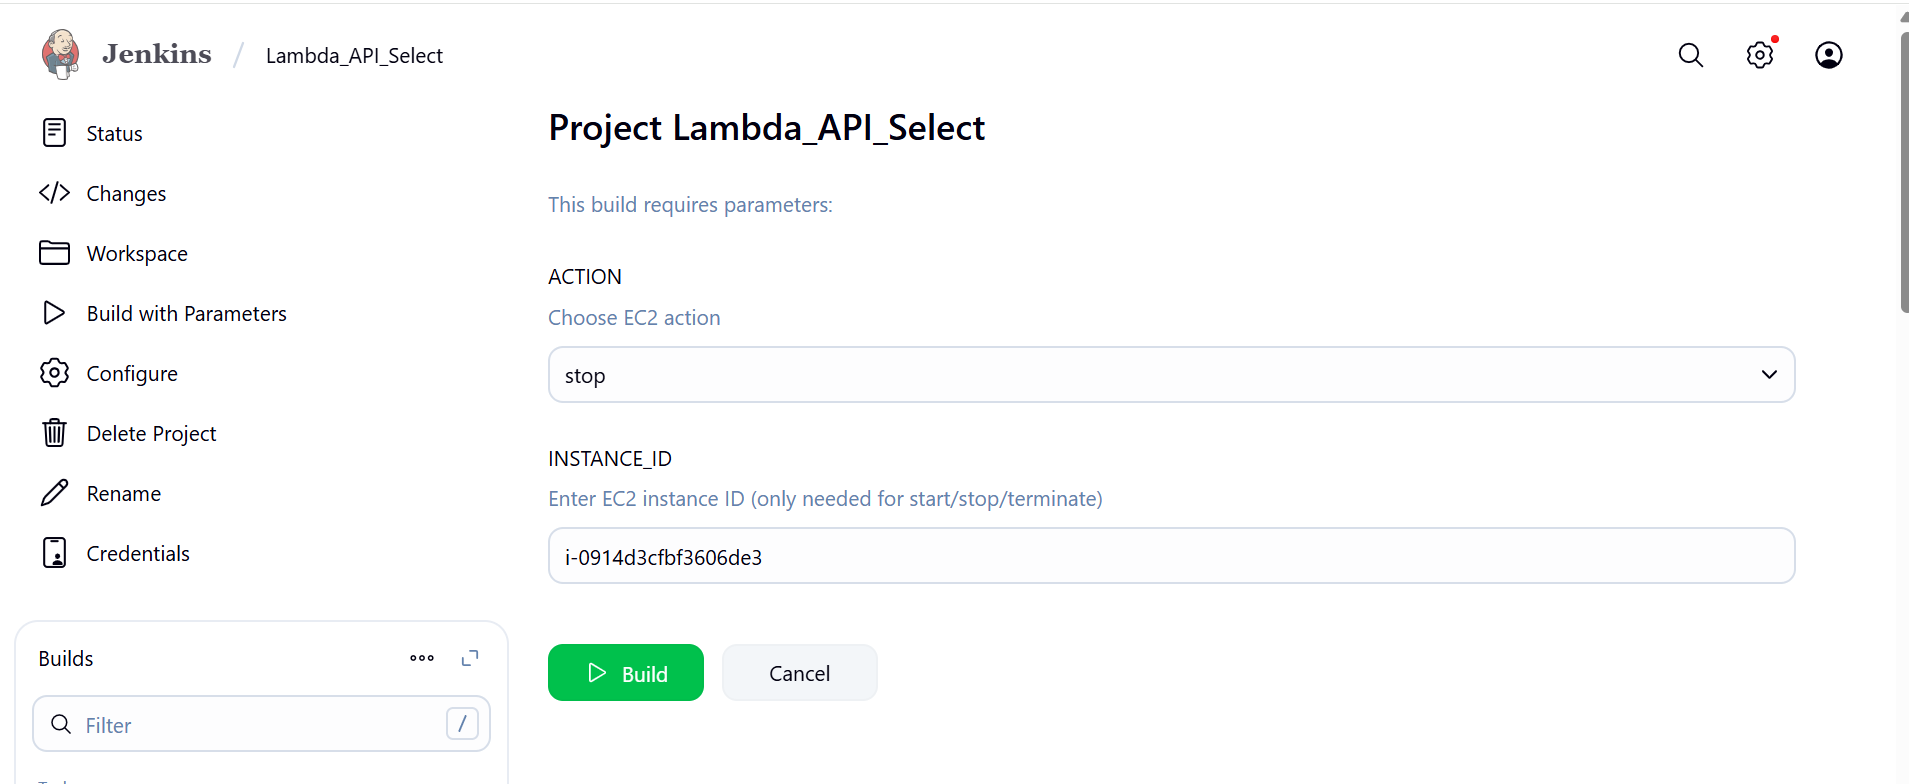 Jenkins / Lambda_API_Select
Status
Changes
Workspace
Build with Parameters
Configure
Delete Project
Rename
Credentials
Builds
Filter /
Project Lambda_API_Select
This build requires parameters:
ACTION
Choose EC2 action
stop
INSTANCE_ID
Enter EC2 instance ID (only needed for start/stop/terminate)
i-0914d3cfbf3606de3
Build Cancel